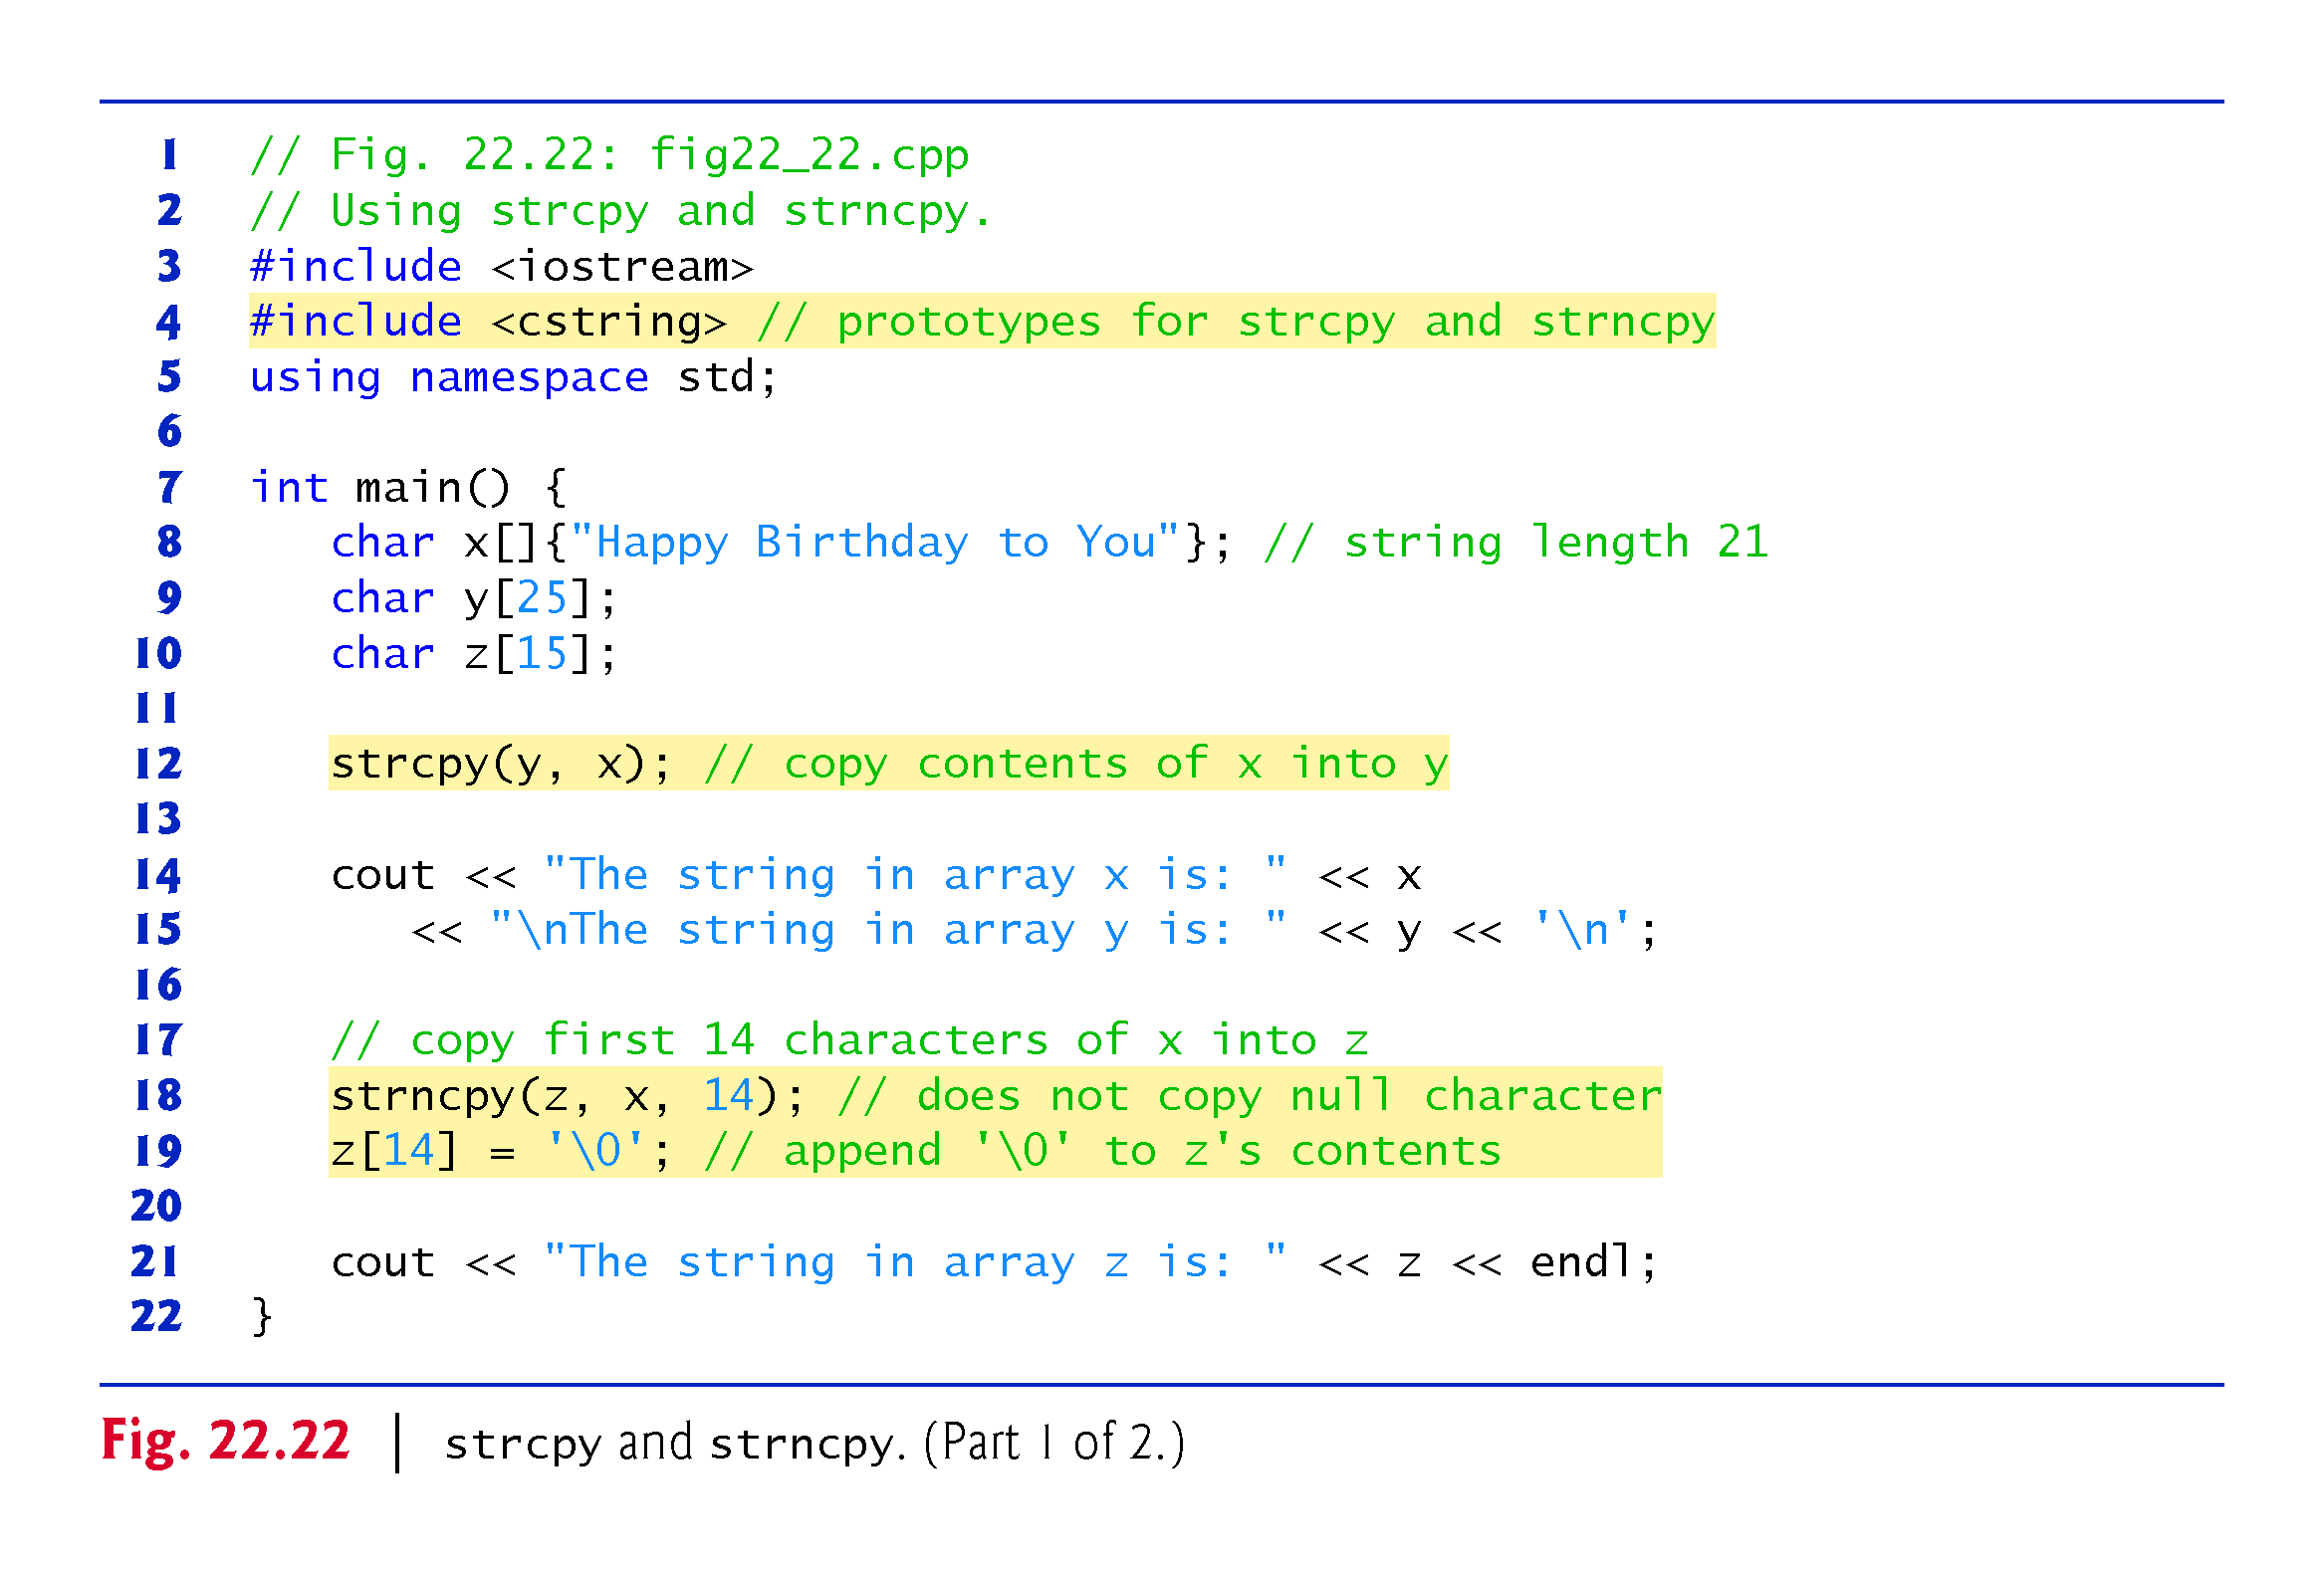 1 // Fig. 22.22: fig22_22.cpp
2 // Using strcpy and strncpy.
3 #include <iostream>
4 #include <cstring> // prototypes for strcpy and strncpy
5 using namespace std;
6
7 int main() {
8    char x[]{"Happy Birthday to You"}; // string length 21
9    char y[25];
10    char z[15];
11
12    strcpy(y, x); // copy contents of x into y
13
14    cout << "The string in array x is: " << x
15       << "\nThe string in array y is: " << y << '\n';
16
17    // copy first 14 characters of x into z
18    strncpy(z, x, 14); // does not copy null character
19    z[14] = '\0'; // append '\0' to z's contents
20
21    cout << "The string in array z is: " << z << endl;
22 }
Fig. 22.22 | strcpy and strncpy. (Part 1 of 2.)